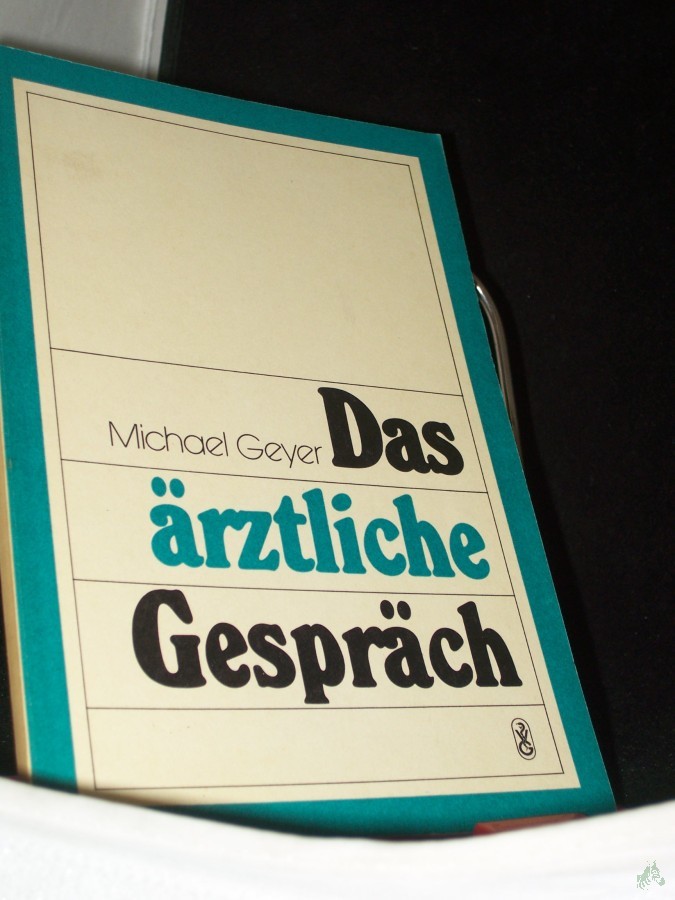 Michael Geyer Das
ärztliche
Gespräch